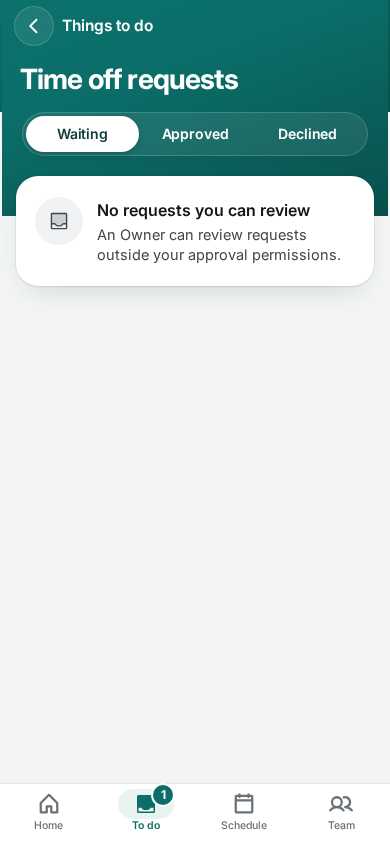 Things to do
Time off requests
Waiting
Approved
Declined
No requests you can review
An Owner can review requests
outside your approval permissions.
1
Home
To do
Schedule
Team